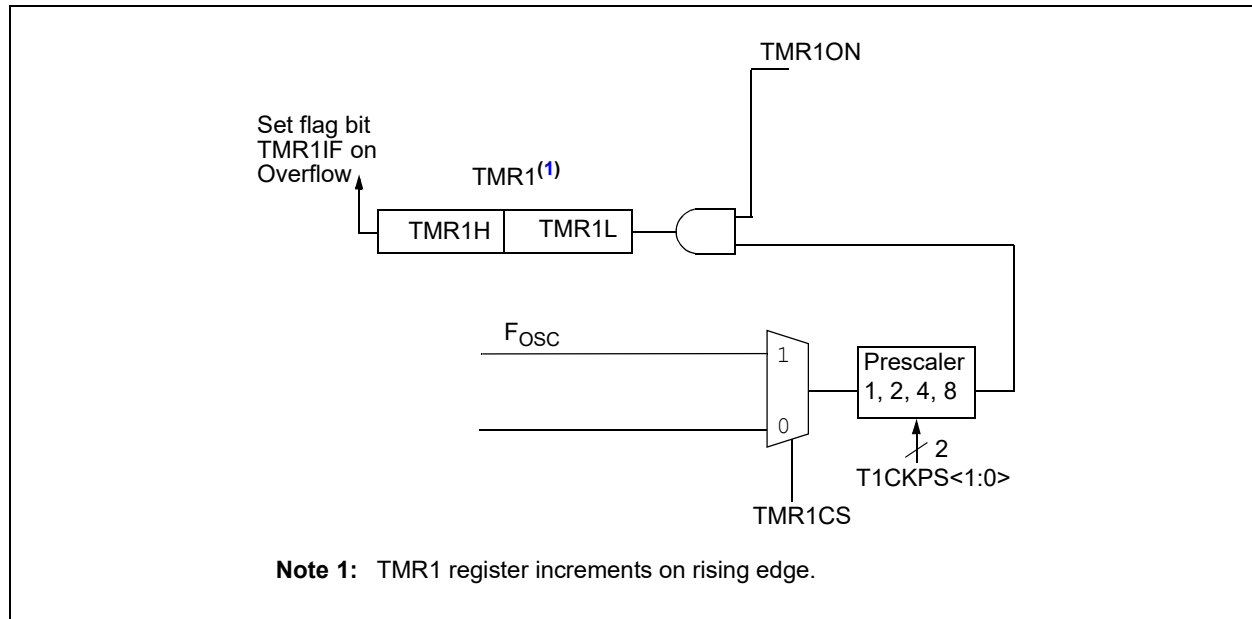 TMR1ON
Set flag bit
TMR1IF on
Overflow
TMR1(1)
TMR1H
TMR1L
FOSC
1
Prescaler
1, 2, 4, 8
0
2
T1CKPS<1:0>
TMR1CS
Note 1: TMR1 register increments on rising edge.